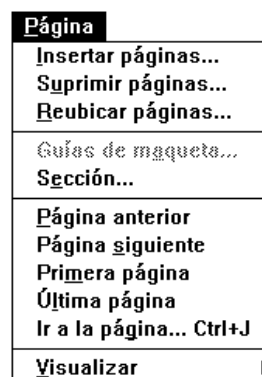 Página
Insertar páginas...
Suprimir páginas...
Reubicar páginas...
Guías de maqueta...
Sección...
Página anterior
Página siguiente
Primera página
Última página
Ir a la página... Ctrl+J
Visualizar